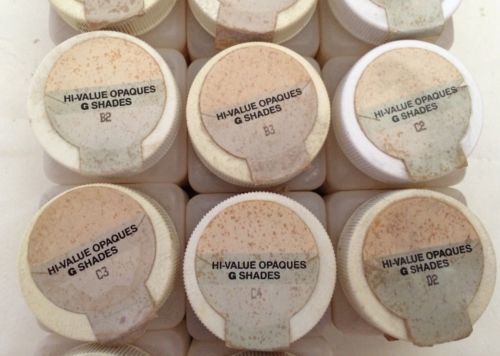 HI-VALUE OPAQUES
G SHADES
B2
HI-VALUE OPAQUES
G SHADES
B3
HI-VALUE OPAQUES
G SHADES
C2
HI-VALUE OPAQUES
G SHADES
C3
HI-VALUE OPAQUES
G SHADES
C4
HI-VALUE OPAQUES
G SHADES
D2